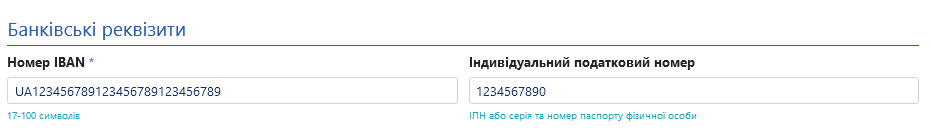 Банківські реквізити
Номер IBAN * Індивідуальний податковий номер
UA123456789123456789123456789 1234567890
17-100 символів ІПН або серія та номер паспорту фізичної особи